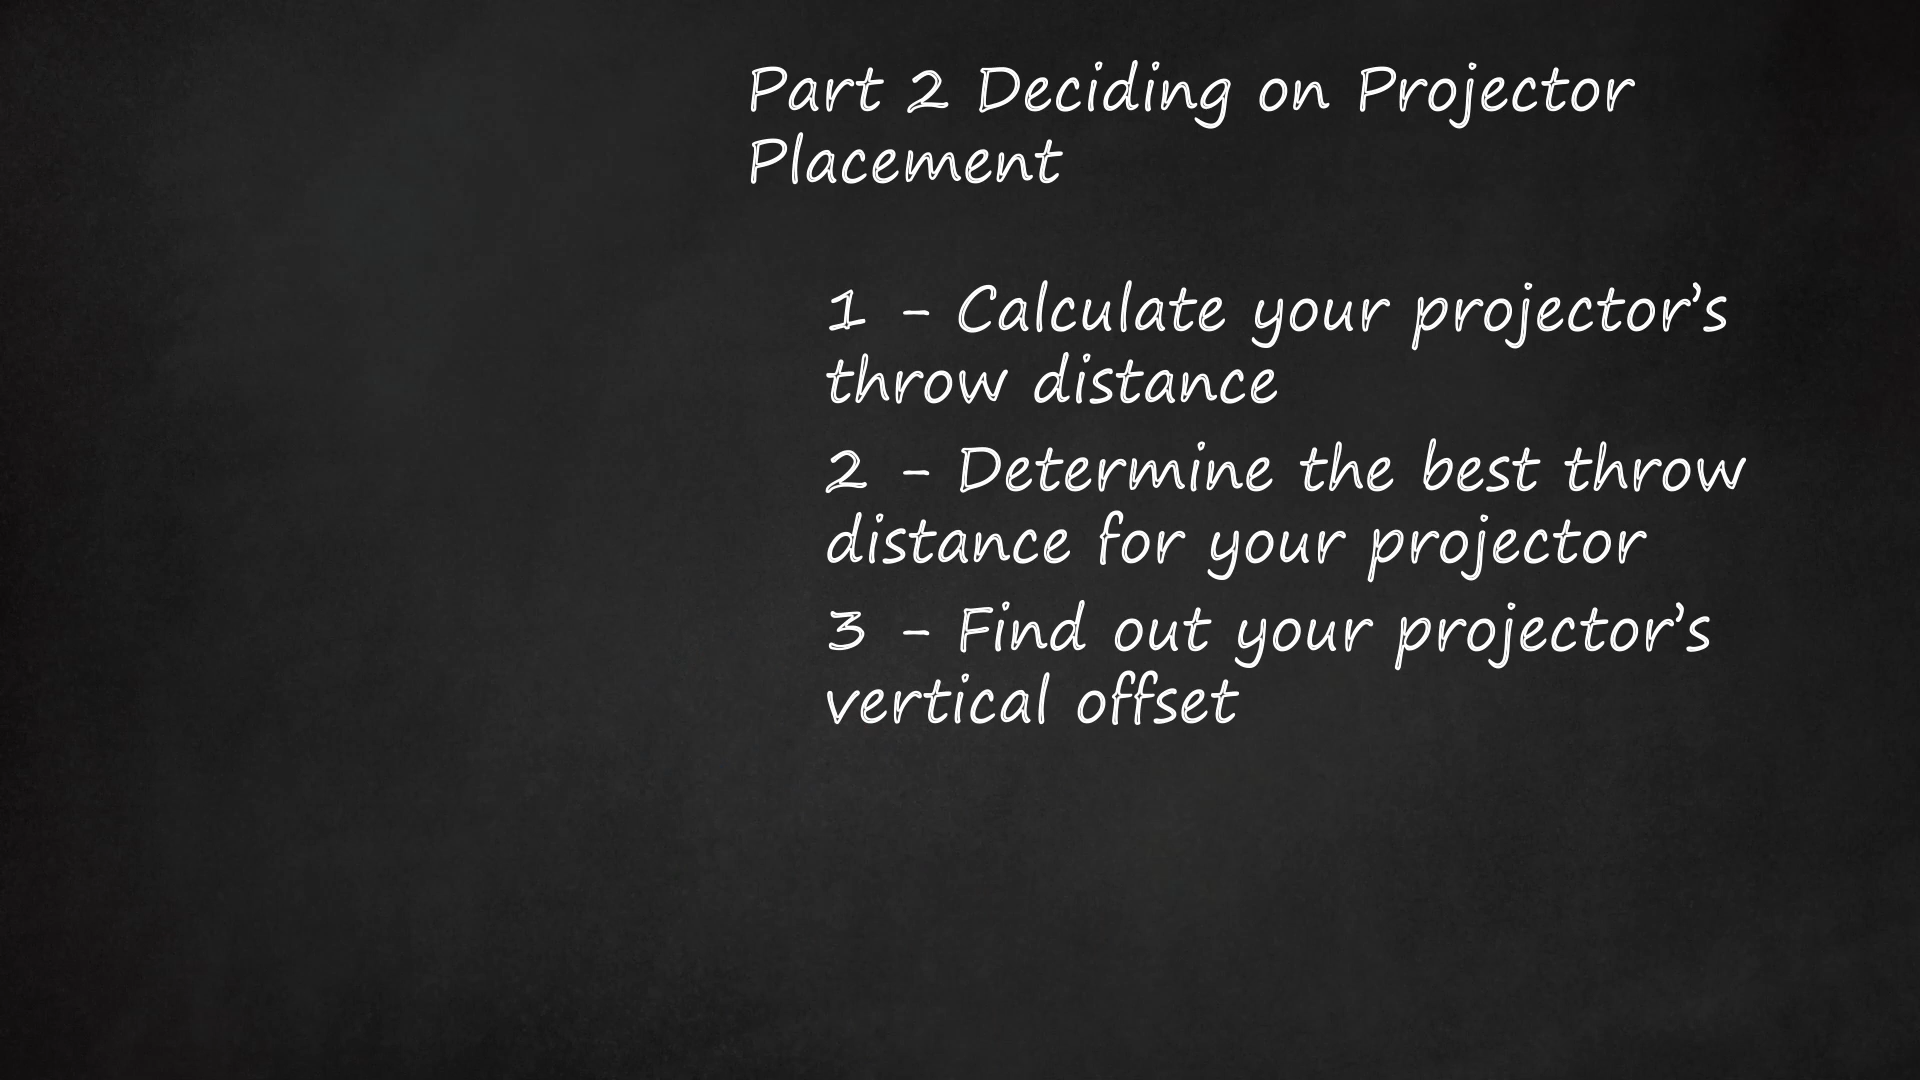 Part 2 Deciding on Projector
Placement
1 - Calculate your projector’s
throw distance
2 - Determine the best throw
distance for your projector
3 - Find out your projector’s
vertical offset